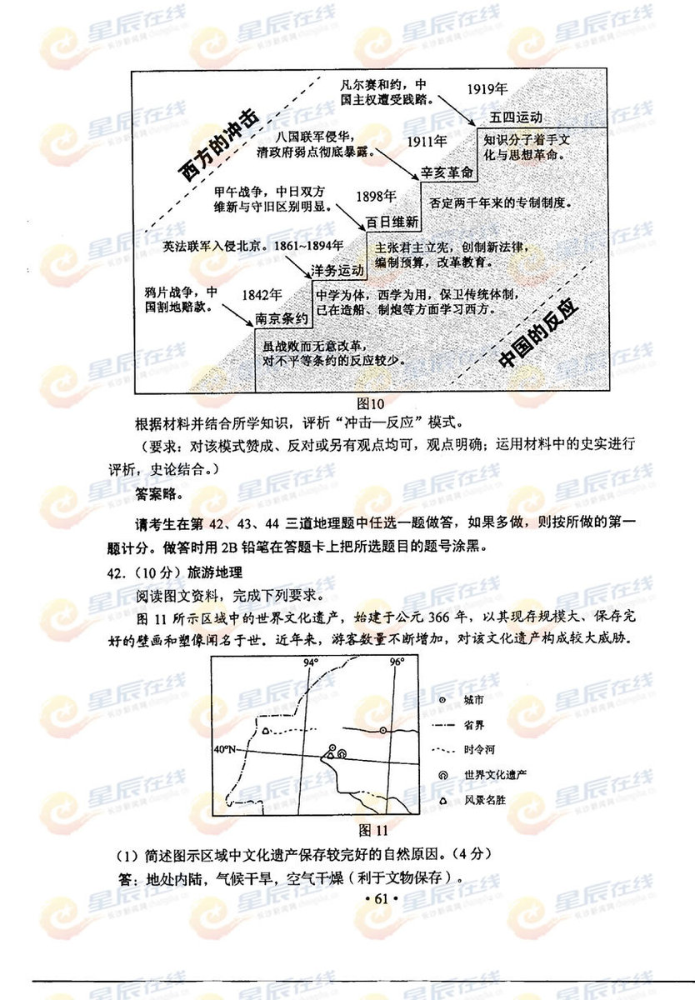 凡尔赛和约，中
国主权遭受践踏。
1919年
五四运动
知识分子着手文
化与思想革命。
西方的冲击
八国联军侵华，
清政府弱点彻底暴露。
1911年
辛亥革命
否定两千年来的专制制度。
甲午战争，中日双方
维新与守旧区别明显。
1898年
百日维新
主张君主立宪，创制新法律，
编制预算，改革教育。
英法联军入侵北京。1861~1894年
洋务运动
中学为体，西学为用，保卫传统体制，
已在造船、制炮等方面学习西方。
鸦片战争，中
国割地赔款。
1842年
南京条约
虽战败而无意改革，
对不平等条约的反应较少。
中国的反应
图10
根据材料并结合所学知识，评析“冲击—反应”模式。
（要求：对该模式赞成、反对或另有观点均可，观点明确；运用材料中的史实进行
评析，史论结合。）
答案略。
请考生在第 42、43、44 三道地理题中任选一题做答，如果多做，则按所做的第一
题计分。做答时用 2B 铅笔在答题卡上把所选题目的题号涂黑。
42．（10 分）旅游地理
阅读图文资料，完成下列要求。
图 11 所示区域中的世界文化遗产，始建于公元 366 年，以其现存规模大、保存完
好的壁画和塑像闻名于世。近年来，游客数量不断增加，对该文化遗产构成较大威胁。
94°
96°
40°N
城市
省界
时令河
世界文化遗产
风景名胜
图 11
（1）简述图示区域中文化遗产保存较完好的自然原因。（4 分）
答：地处内陆，气候干旱，空气干燥（利于文物保存）。
·61·
星辰在线
长沙新闻网 changsha.cn